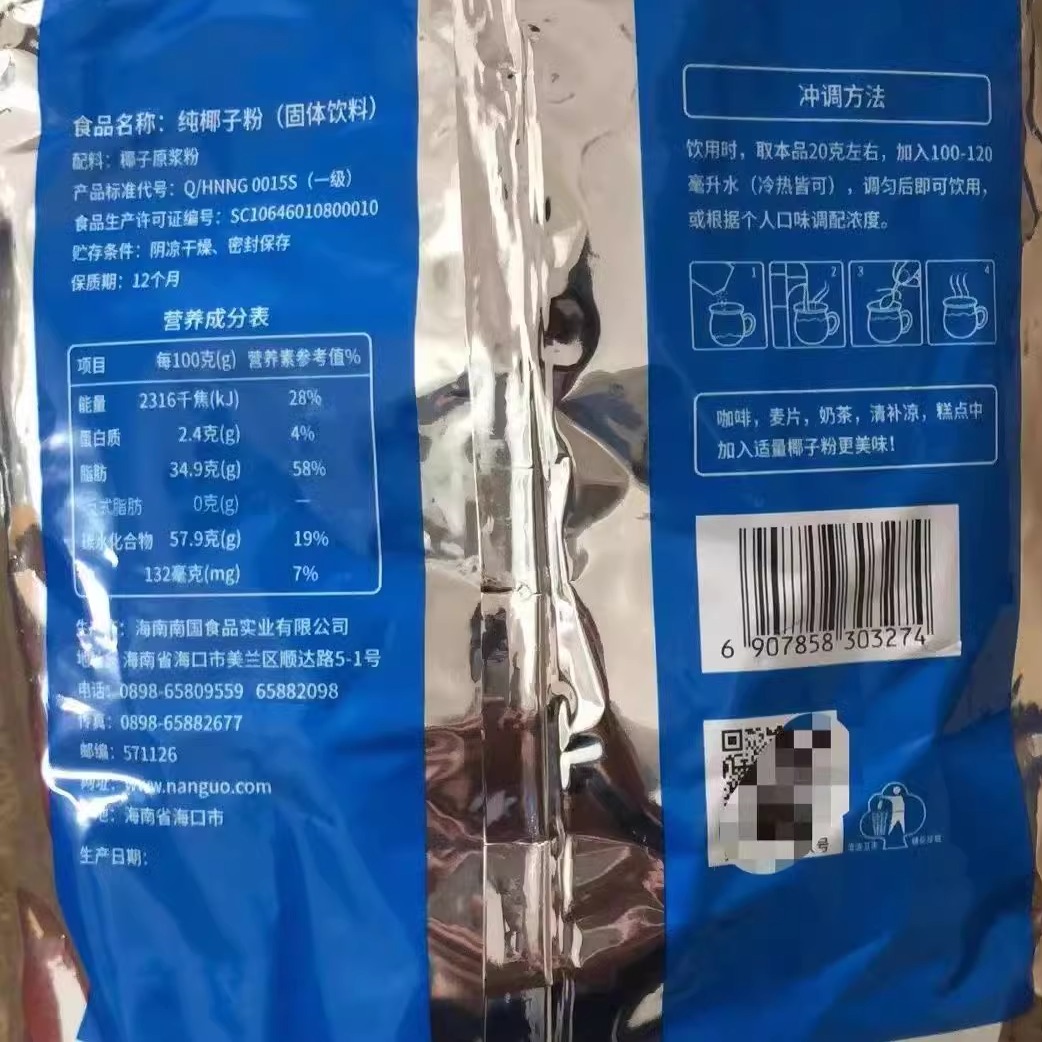 食品名称：纯椰子粉（固体饮料）
配料：椰子原浆粉
产品标准代号：Q/HNNG 0015S（一级）
食品生产许可证编号：SC10646010800010
贮存条件：阴凉干燥、密封保存
保质期：12个月
营养成分表
项目 每100克(g) 营养素参考值%
能量 2316千焦(kJ) 28%
蛋白质 2.4克(g) 4%
脂肪 34.9克(g) 58%
式脂肪 0克(g) —
碳水化合物 57.9克(g) 19%
132毫克(mg) 7%
生产 ：海南南国食品实业有限公司
地 ：海南省海口市美兰区顺达路5-1号
电话：0898-65809559 65882098
传真：0898-65882677
邮编：571126
网址：www.nanguo.com
地：海南省海口市
生产日期：
冲调方法
饮用时，取本品20克左右，加入100-120
毫升水（冷热皆可），调匀后即可饮用，
或根据个人口味调配浓度。
1 2 3 4
咖啡，麦片，奶茶，清补凉，糕点中
加入适量椰子粉更美味！
6 907858 303274
号